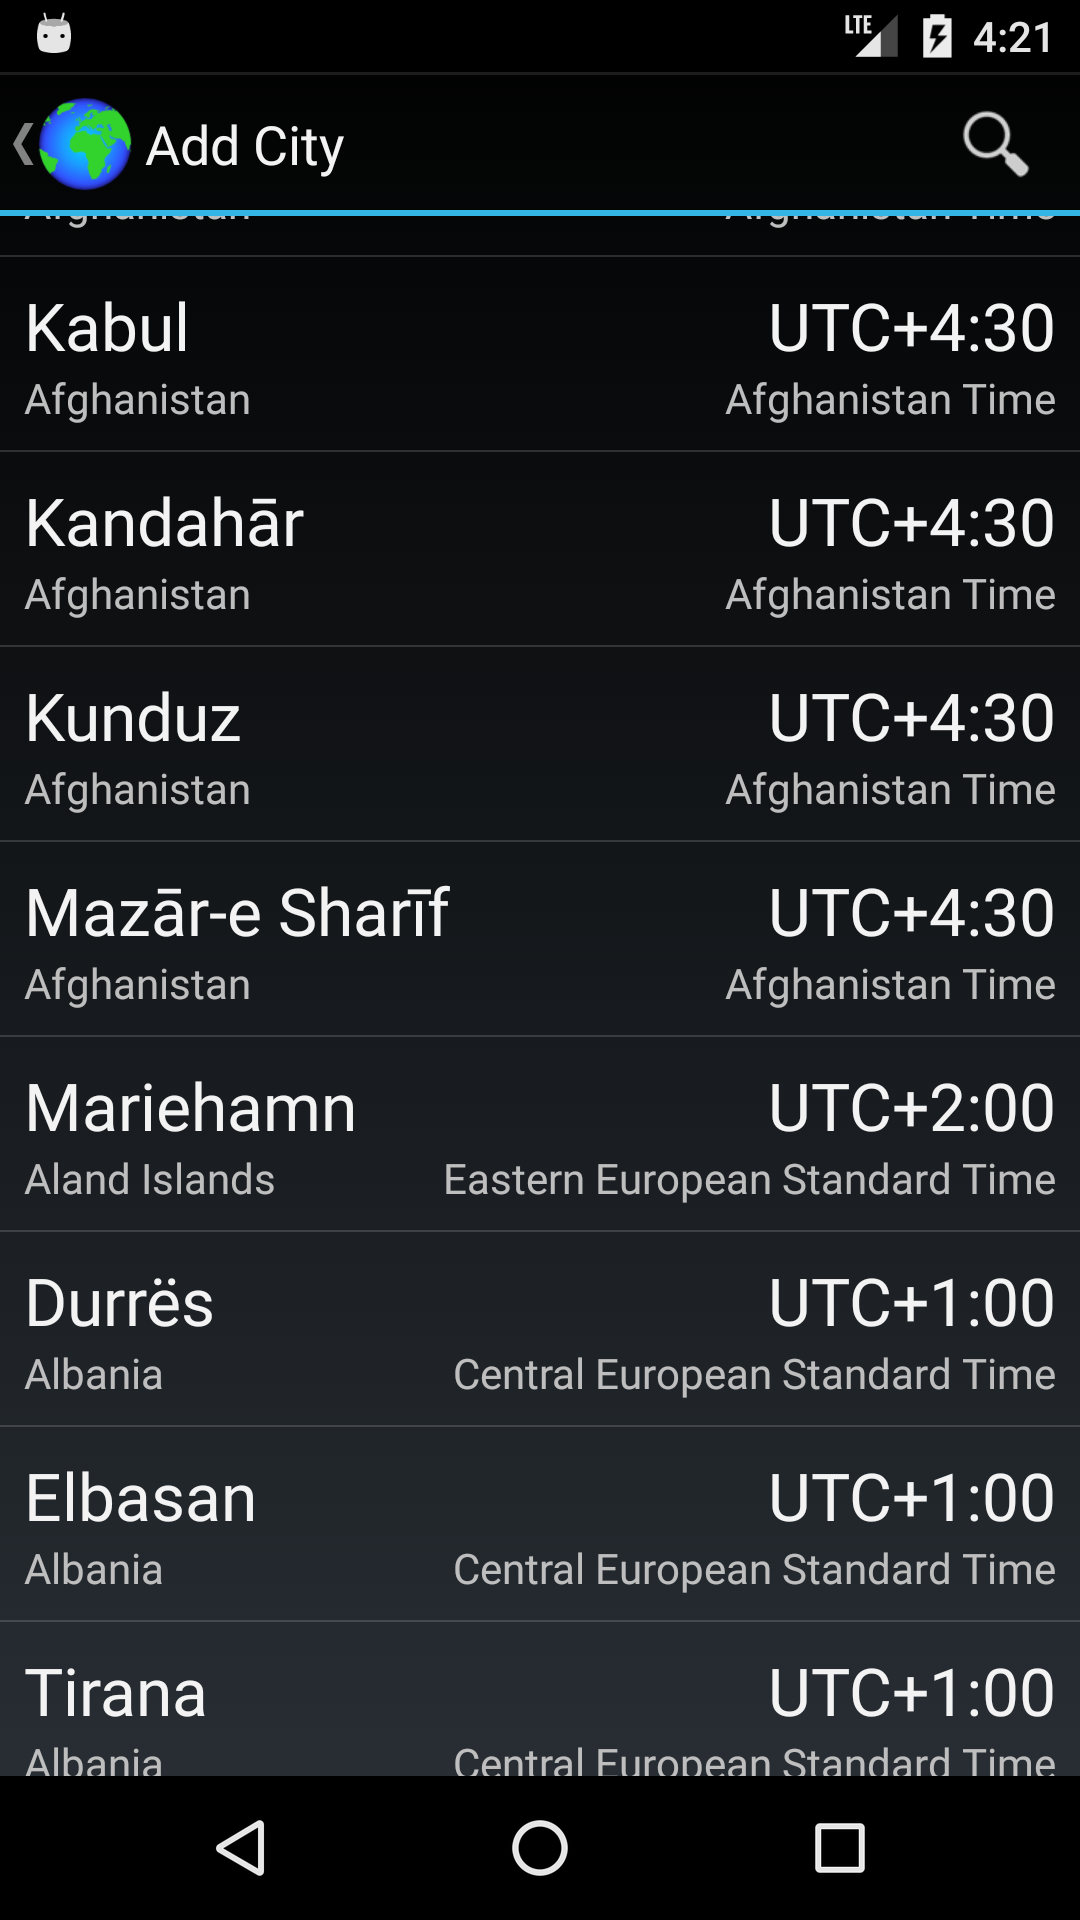 LTE 4:21
Add City
Afghanistan Afghanistan Time
Kabul UTC+4:30
Afghanistan Afghanistan Time
Kandahār UTC+4:30
Afghanistan Afghanistan Time
Kunduz UTC+4:30
Afghanistan Afghanistan Time
Mazār-e Sharīf UTC+4:30
Afghanistan Afghanistan Time
Mariehamn UTC+2:00
Aland Islands Eastern European Standard Time
Durrës UTC+1:00
Albania Central European Standard Time
Elbasan UTC+1:00
Albania Central European Standard Time
Tirana UTC+1:00
Albania Central European Standard Time